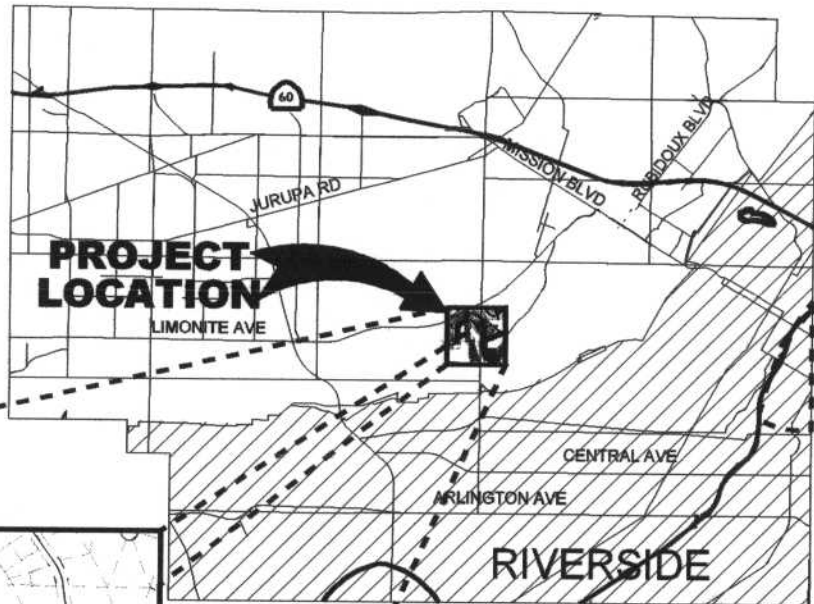 60
MISSION BLVD
RUBIDOUX BLVD
JURUPA RD
PROJECT
LOCATION
LIMONITE AVE
CENTRAL AVE
ARLINGTON AVE
RIVERSIDE